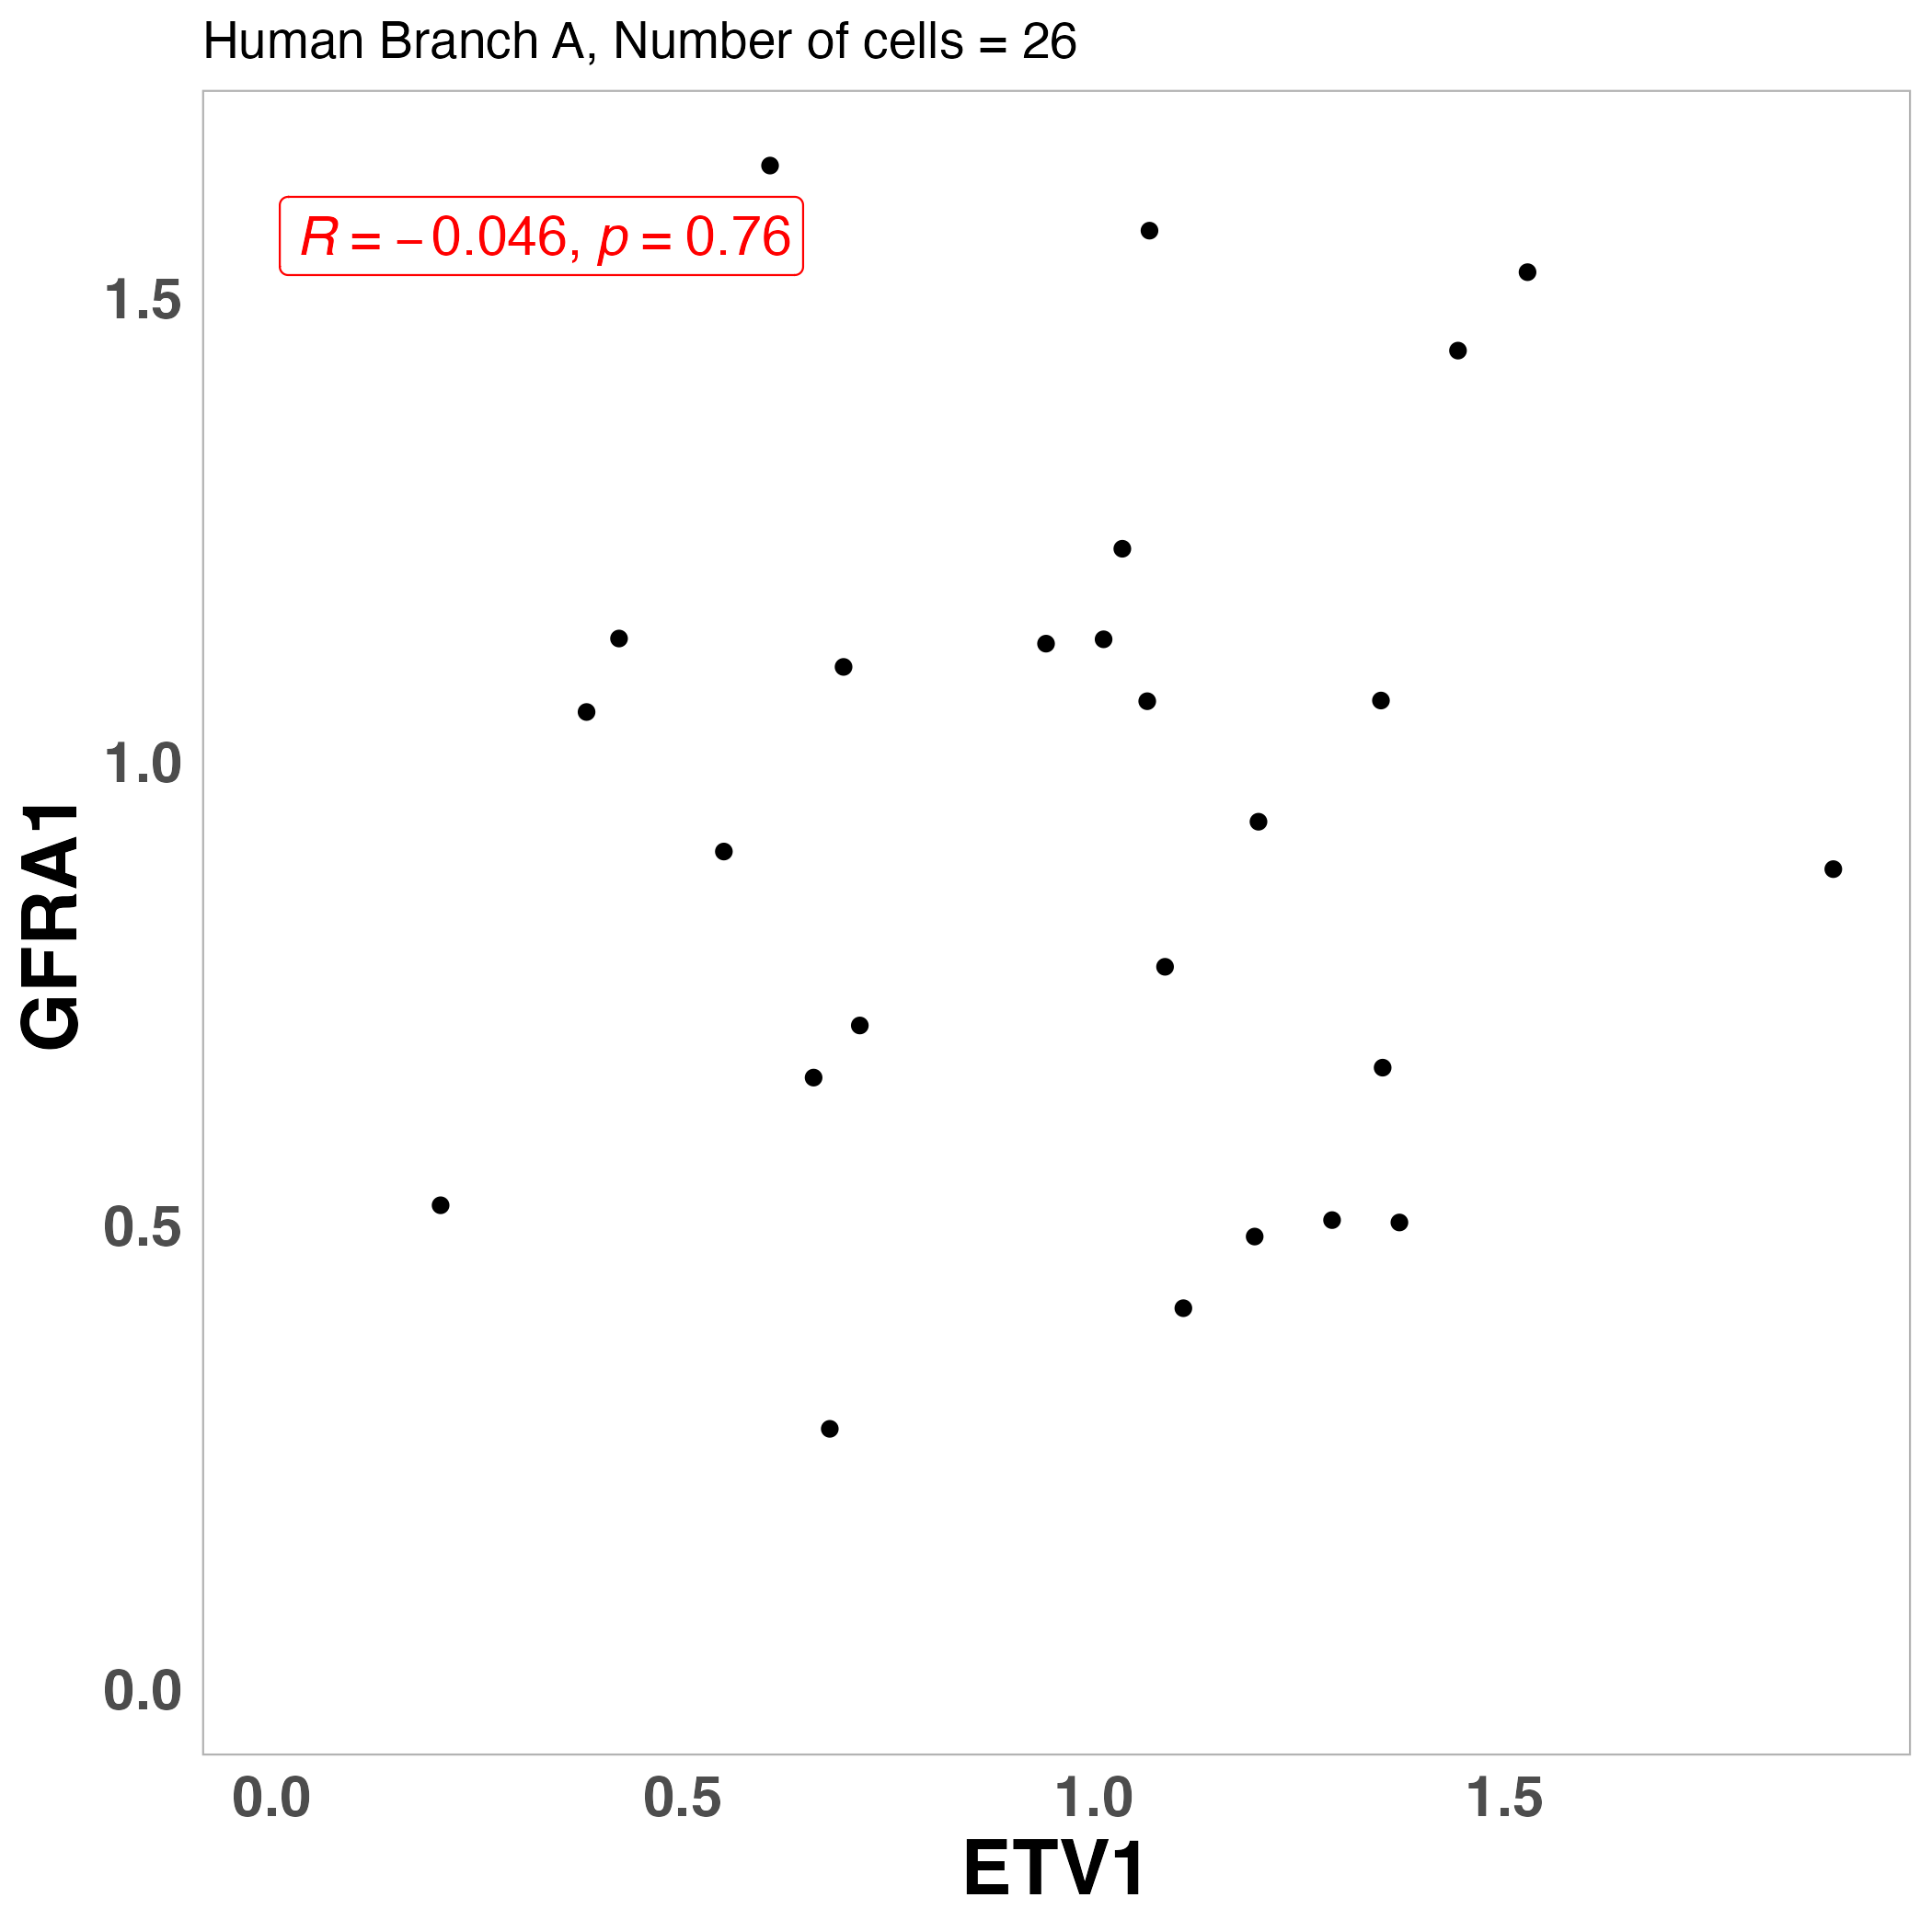 Human Branch A, Number of cells = 26
R = −0.046, p = 0.76
1.5
1.0
0.5
0.0
GFRA1
0.0 0.5 1.0 1.5
ETV1